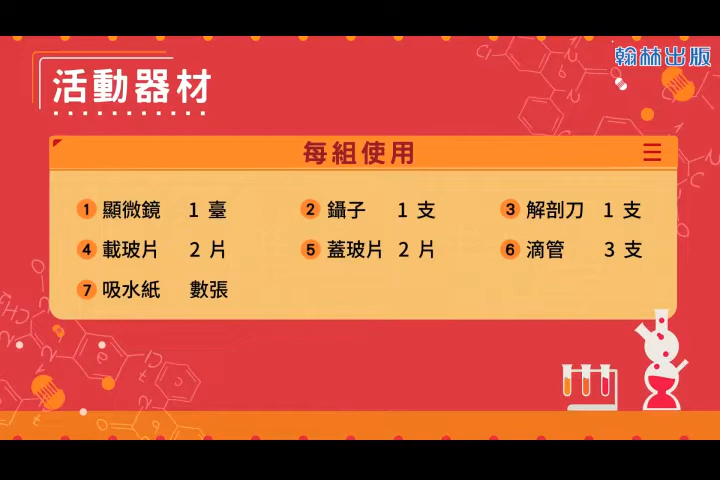 翰林出版
活動器材
每組使用
1 顯微鏡 1 臺 2 鑷子 1 支 3 解剖刀 1 支
4 載玻片 2 片 5 蓋玻片 2 片 6 滴管 3 支
7 吸水紙 數張